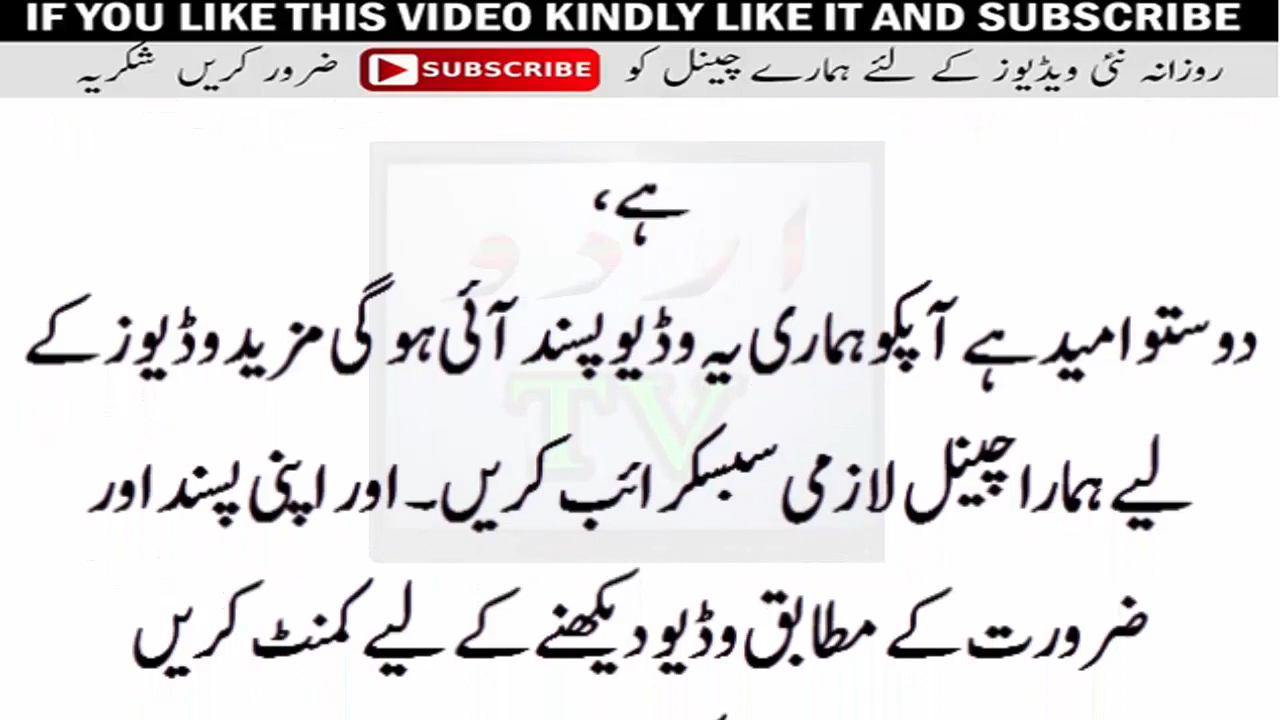 IF YOU LIKE THIS VIDEO KINDLY LIKE IT AND SUBSCRIBE
روزانہ نئی ویڈیوز کے لئے ہمارے چینل کو SUBSCRIBE ضرور کریں شکریہ
ہے،
اردو
دوستو امید ہے آپکو ہماری یہ وڈیو پسند آئی ہو گی مزید وڈیوز کے
TV
لیے ہمارا چینل لازمی سبسکرائب کریں۔ اور اپنی پسند اور
ضرورت کے مطابق وڈیو دیکھنے کے لیے کمنٹ کریں